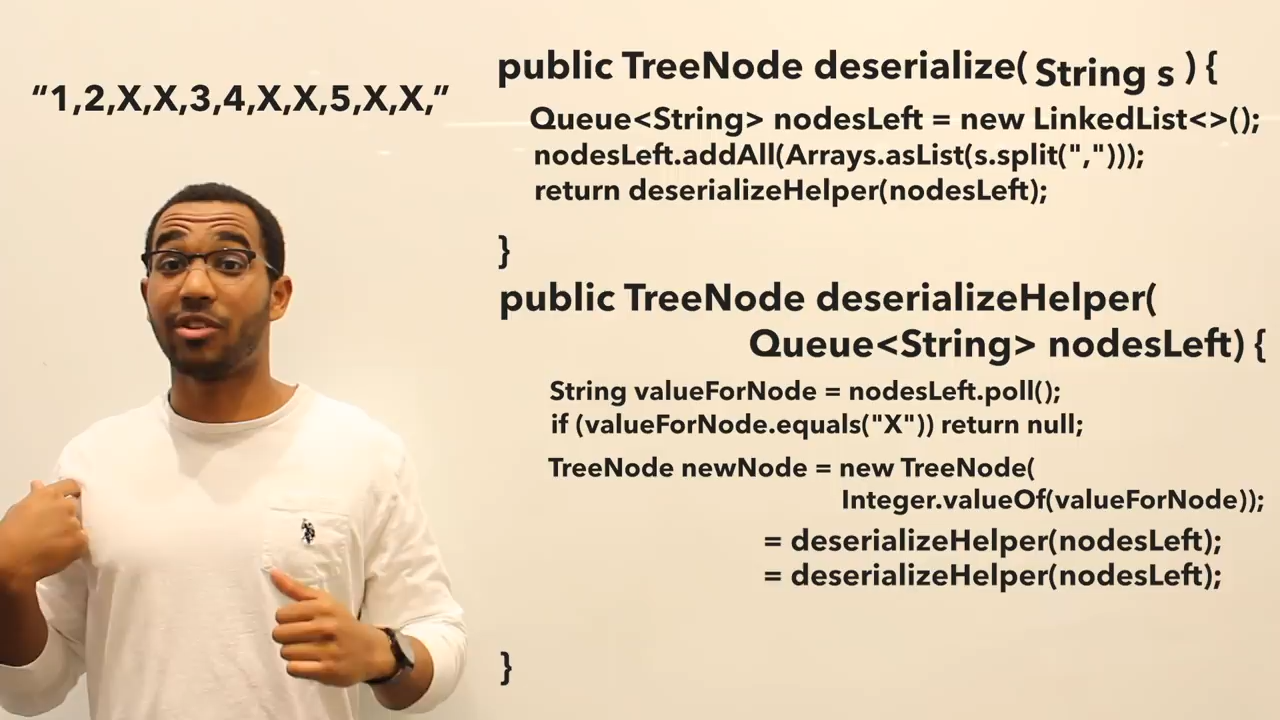 “1,2,X,X,3,4,X,X,5,X,X,”
public TreeNode deserialize( String s ) {
Queue<String> nodesLeft = new LinkedList<>();
nodesLeft.addAll(Arrays.asList(s.split(",")));
return deserializeHelper(nodesLeft);
}
public TreeNode deserializeHelper(
Queue<String> nodesLeft) {
String valueForNode = nodesLeft.poll();
if (valueForNode.equals("X")) return null;
TreeNode newNode = new TreeNode(
Integer.valueOf(valueForNode));
= deserializeHelper(nodesLeft);
= deserializeHelper(nodesLeft);
}